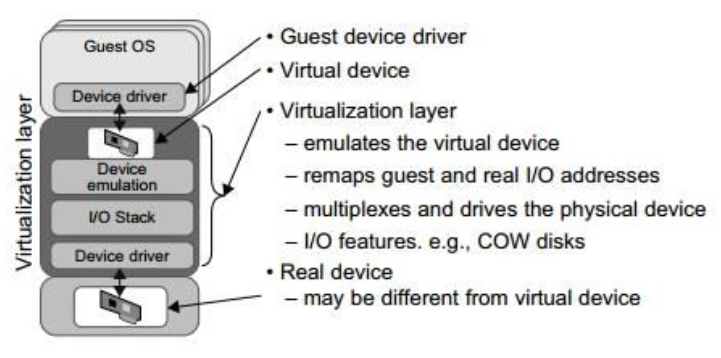 Guest OS
Device driver
Virtualization layer
Device
emulation
I/O Stack
Device driver
• Guest device driver
• Virtual device
• Virtualization layer
– emulates the virtual device
– remaps guest and real I/O addresses
– multiplexes and drives the physical device
– I/O features. e.g., COW disks
• Real device
– may be different from virtual device